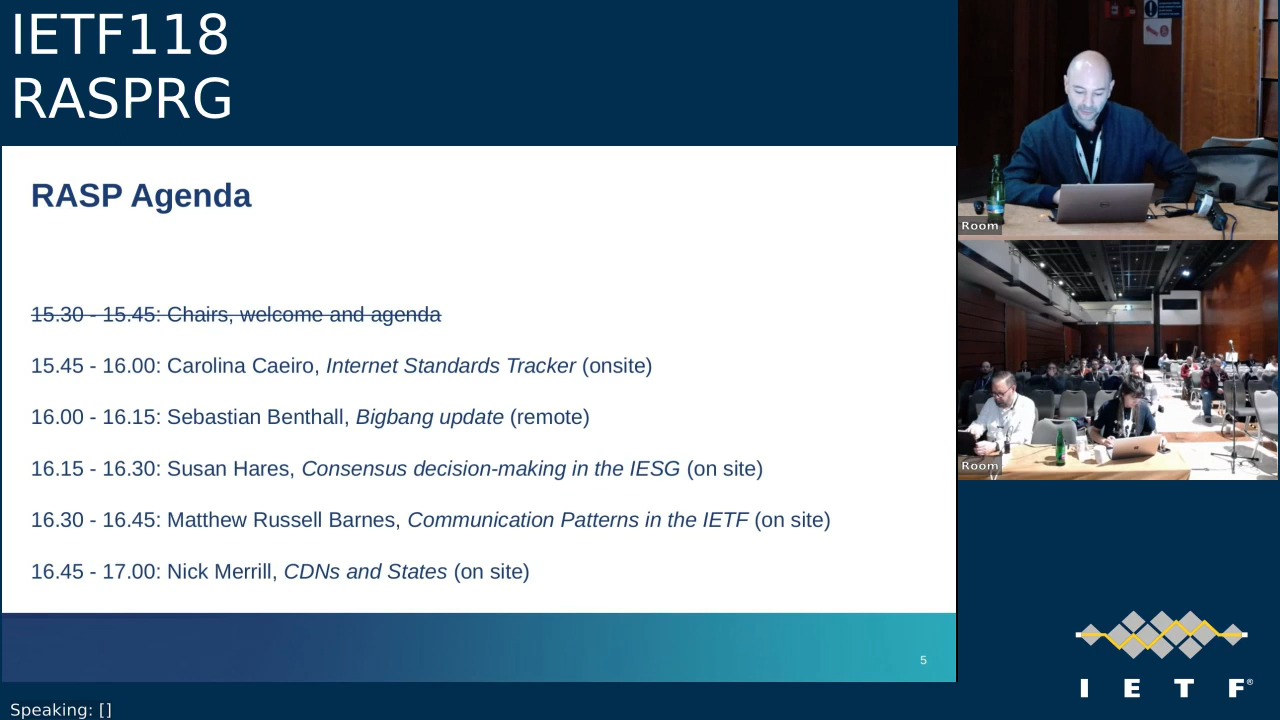 IETF118
RASPRG
RASP Agenda
15.30 - 15.45: Chairs, welcome and agenda
15.45 - 16.00: Carolina Caeiro, Internet Standards Tracker (onsite)
16.00 - 16.15: Sebastian Benthall, Bigbang update (remote)
16.15 - 16.30: Susan Hares, Consensus decision-making in the IESG (on site)
16.30 - 16.45: Matthew Russell Barnes, Communication Patterns in the IETF (on site)
16.45 - 17.00: Nick Merrill, CDNs and States (on site)
5
Room
Room
I E T F®
Speaking: []